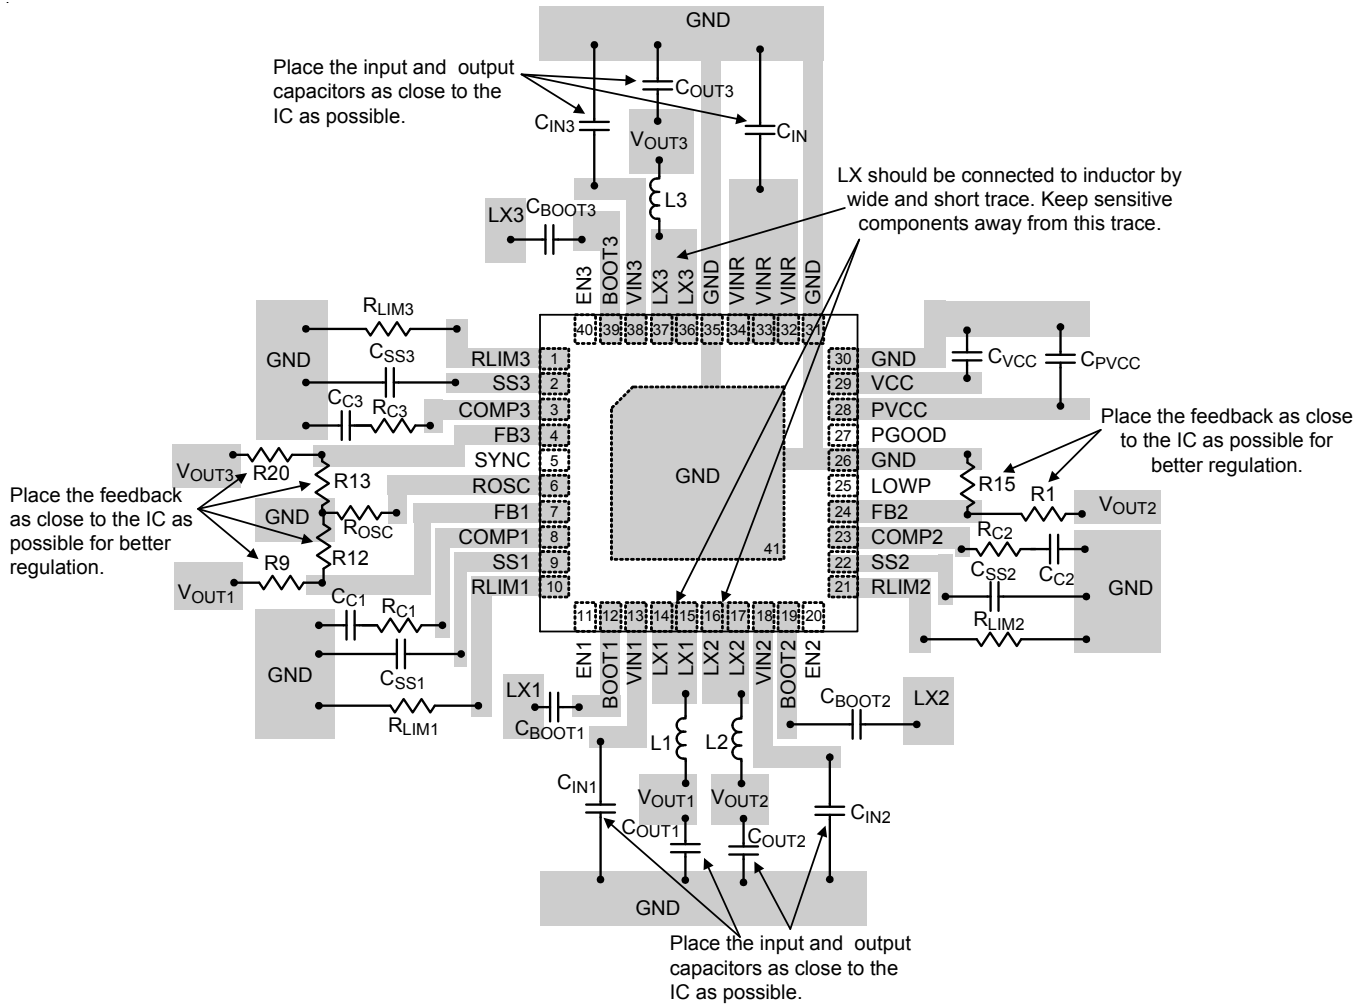 GND
Place the input and output
capacitors as close to the
IC as possible.
COUT3
CIN3
CIN
VOUT3
LX should be connected to inductor by
wide and short trace. Keep sensitive
components away from this trace.
L3
LX3
CBOOT3
EN3
BOOT3
VIN3
LX3
LX3
GND
VINR
VINR
VINR
GND
40 39 38 37 36 35 34 33 32 31
RLIM3
GND
CSS3
CC3
RC3
RLIM3 1
SS3 2
COMP3 3
FB3 4
SYNC 5
ROSC 6
FB1 7
COMP1 8
SS1 9
RLIM1 10
30 GND
29 VCC
28 PVCC
27 PGOOD
26 GND
25 LOWP
24 FB2
23 COMP2
22 SS2
21 RLIM2
GND
41
CVCC
CPVCC
Place the feedback as close
to the IC as possible for
better regulation.
R15
R1
VOUT2
RC2
CC2
CSS2
GND
RLIM2
VOUT3
R20
R13
Place the feedback
as close to the IC as
possible for better
regulation.
GND
ROSC
R12
R9
VOUT1
CC1
RC1
GND
CSS1
RLIM1
11 12 13 14 15 16 17 18 19 20
EN1
BOOT1
VIN1
LX1
LX1
LX2
LX2
VIN2
BOOT2
EN2
LX1
CBOOT1
CBOOT2
LX2
L1
L2
CIN1
VOUT1
VOUT2
CIN2
COUT1
COUT2
GND
Place the input and output
capacitors as close to the
IC as possible.